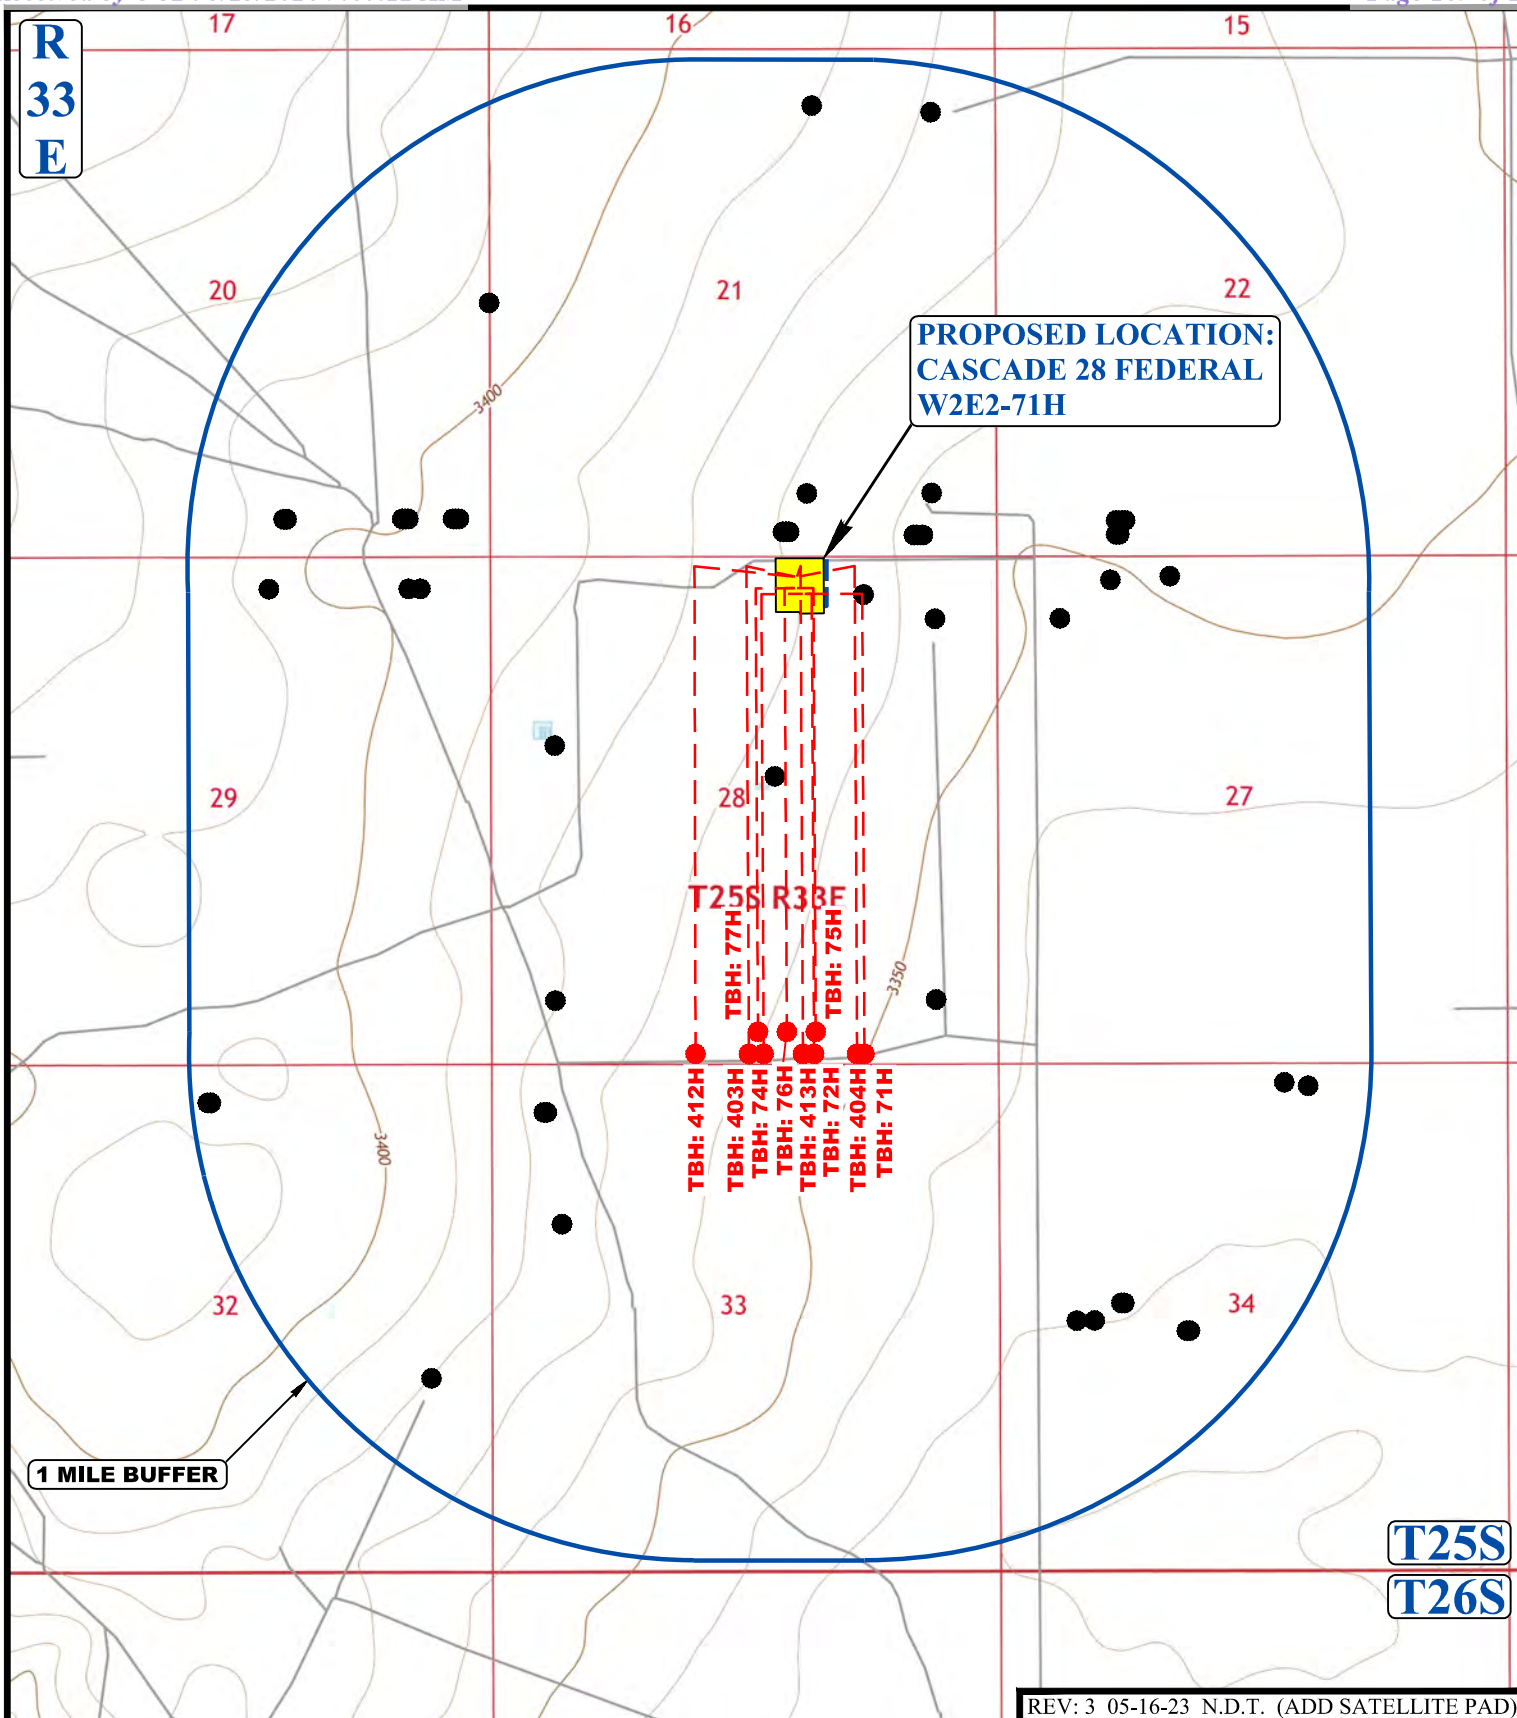 17
16
15
R
33
E
20
21
22
PROPOSED LOCATION:
CASCADE 28 FEDERAL
W2E2-71H
3400
29
28
27
T25S R33E
TBH: 77H
TBH: 75H
3350
TBH: 412H
TBH: 403H
TBH: 74H
TBH: 76H
TBH: 413H
TBH: 72H
TBH: 404H
TBH: 71H
3400
32
33
34
1 MILE BUFFER
T25S
T26S
REV: 3 05-16-23 N.D.T. (ADD SATELLITE PAD)